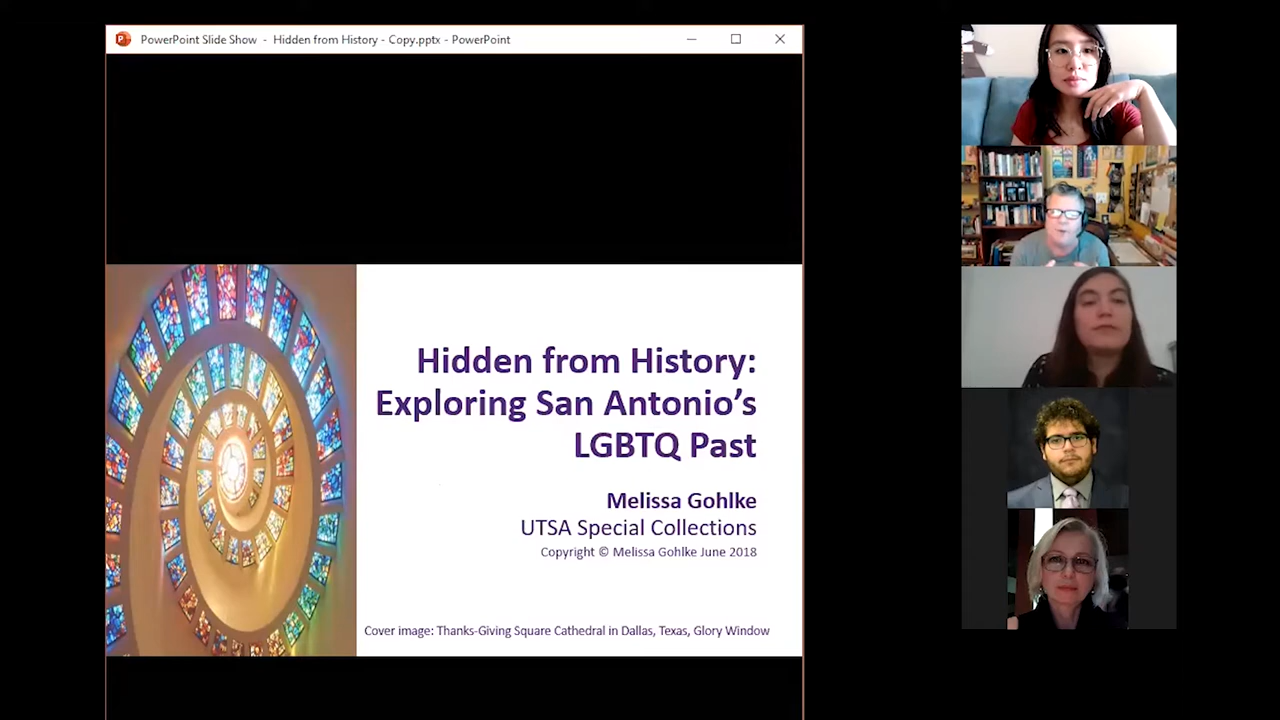 PowerPoint Slide Show - Hidden from History - Copy.pptx - PowerPoint
Hidden from History:
Exploring San Antonio’s
LGBTQ Past
Melissa Gohlke
UTSA Special Collections
Copyright © Melissa Gohlke June 2018
Cover image: Thanks-Giving Square Cathedral in Dallas, Texas, Glory Window